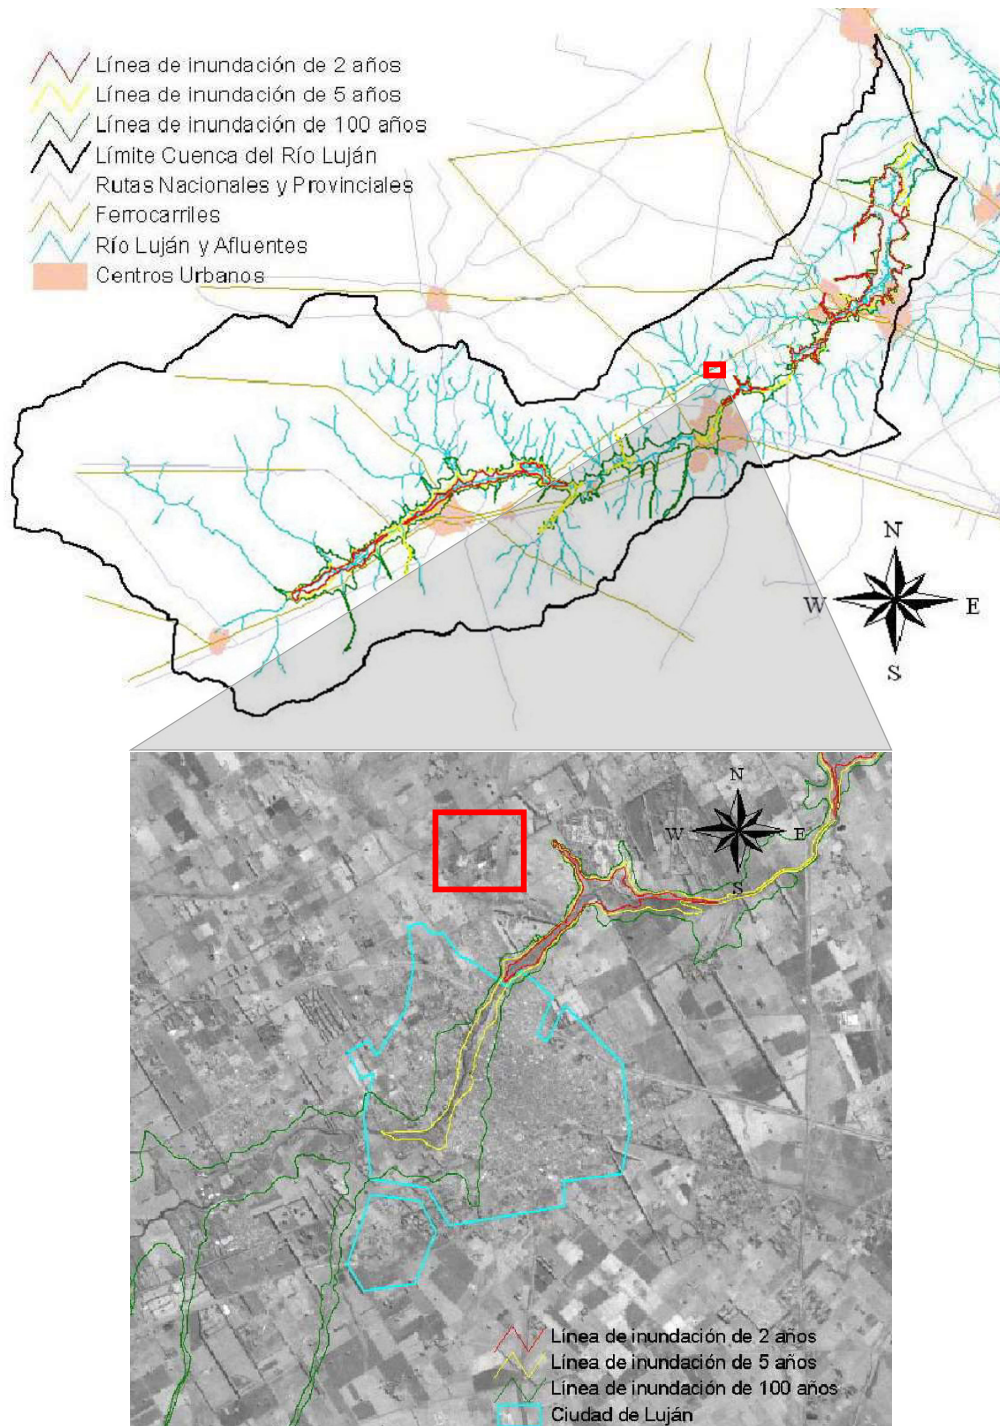 Línea de inundación de 2 años
Línea de inundación de 5 años
Línea de inundación de 100 años
Límite Cuenca del Río Luján
Rutas Nacionales y Provinciales
Ferrocarriles
Río Luján y Afluentes
Centros Urbanos
N
W
E
S
N
W
E
S
Línea de inundación de 2 años
Línea de inundación de 5 años
Línea de inundación de 100 años
Ciudad de Luján